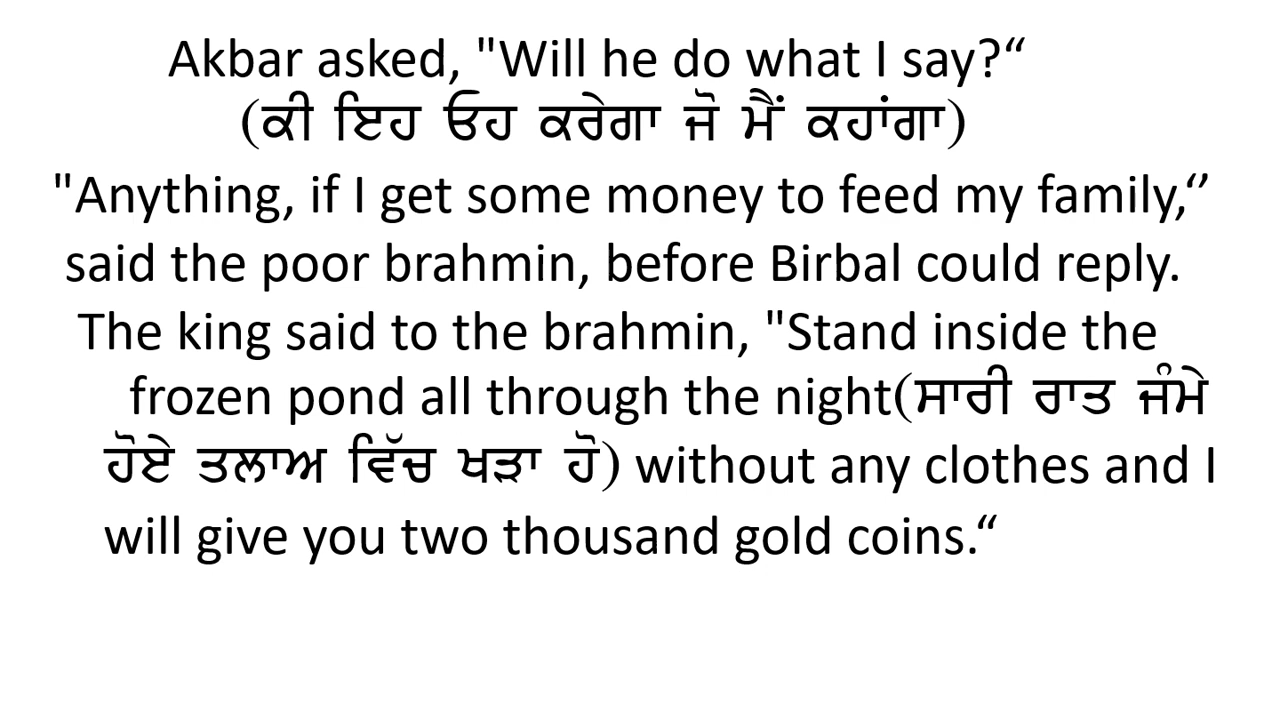 Akbar asked, "Will he do what I say?“
(ਕੀ ਇਹ ਓਹ ਕਰੇਗਾ ਜੋ ਮੈਂ ਕਹਾਂਗਾ)
"Anything, if I get some money to feed my family,‘’
said the poor brahmin, before Birbal could reply.
The king said to the brahmin, "Stand inside the
frozen pond all through the night(ਸਾਰੀ ਰਾਤ ਜੰਮੇ
ਹੋਏ ਤਲਾਅ ਵਿੱਚ ਖੜਾ ਹੋ) without any clothes and I
will give you two thousand gold coins.“